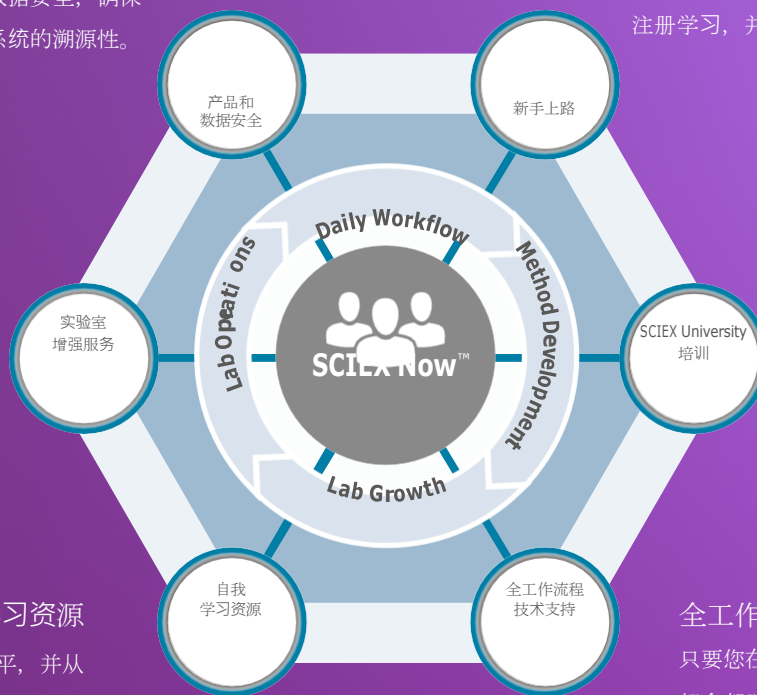 数据安全，确保
系统的溯源性。
注册学习，并
产品和
数据安全
新手上路
Daily Workflow
Lab Operations
Method Development
实验室
增强服务
SCIEX Now™
SCIEX University
培训
Lab Growth
自我
学习资源
全工作流程
技术支持
习资源
平，并从
全工作
只要您在